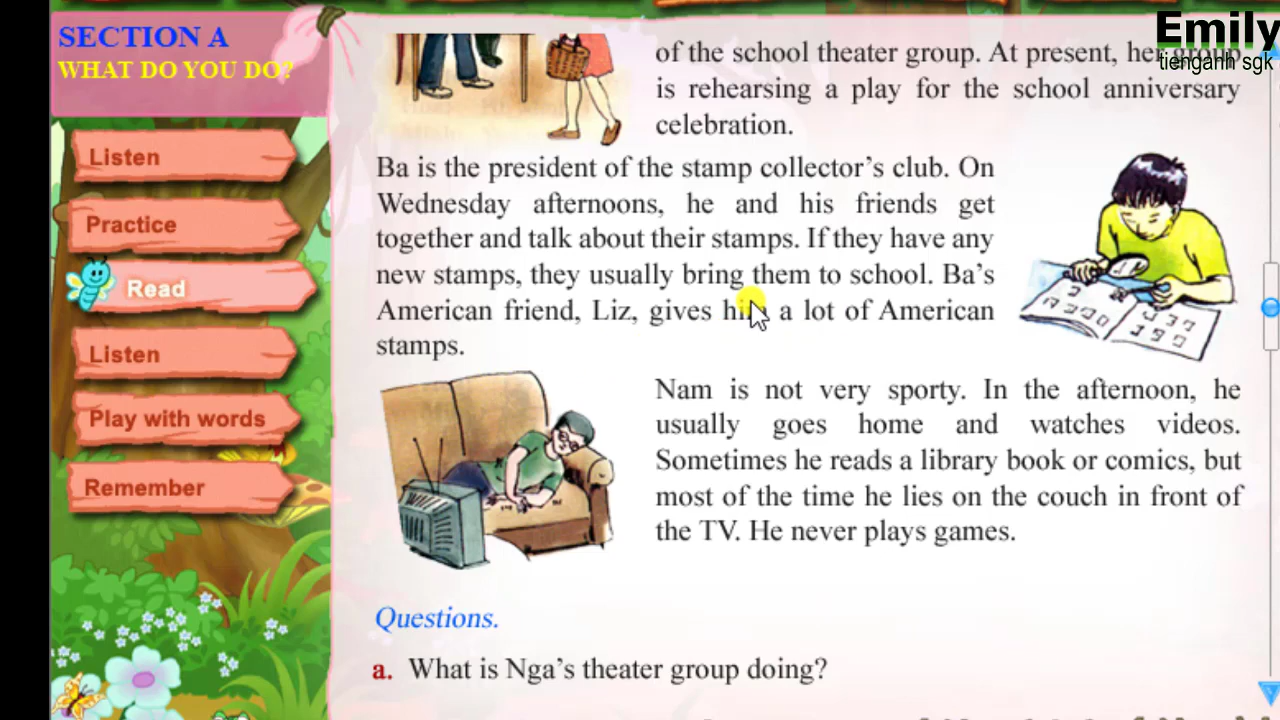 SECTION A
WHAT DO YOU DO?
Listen
Practice
Read
Listen
Play with words
Remember
Emily
tienganh sgk
of the school theater group. At present, her group
is rehearsing a play for the school anniversary
celebration.
Ba is the president of the stamp collector's club. On
Wednesday afternoons, he and his friends get
together and talk about their stamps. If they have any
new stamps, they usually bring them to school. Ba's
American friend, Liz, gives him a lot of American
stamps.
Nam is not very sporty. In the afternoon, he
usually goes home and watches videos.
Sometimes he reads a library book or comics, but
most of the time he lies on the couch in front of
the TV. He never plays games.
Questions.
a. What is Nga's theater group doing?